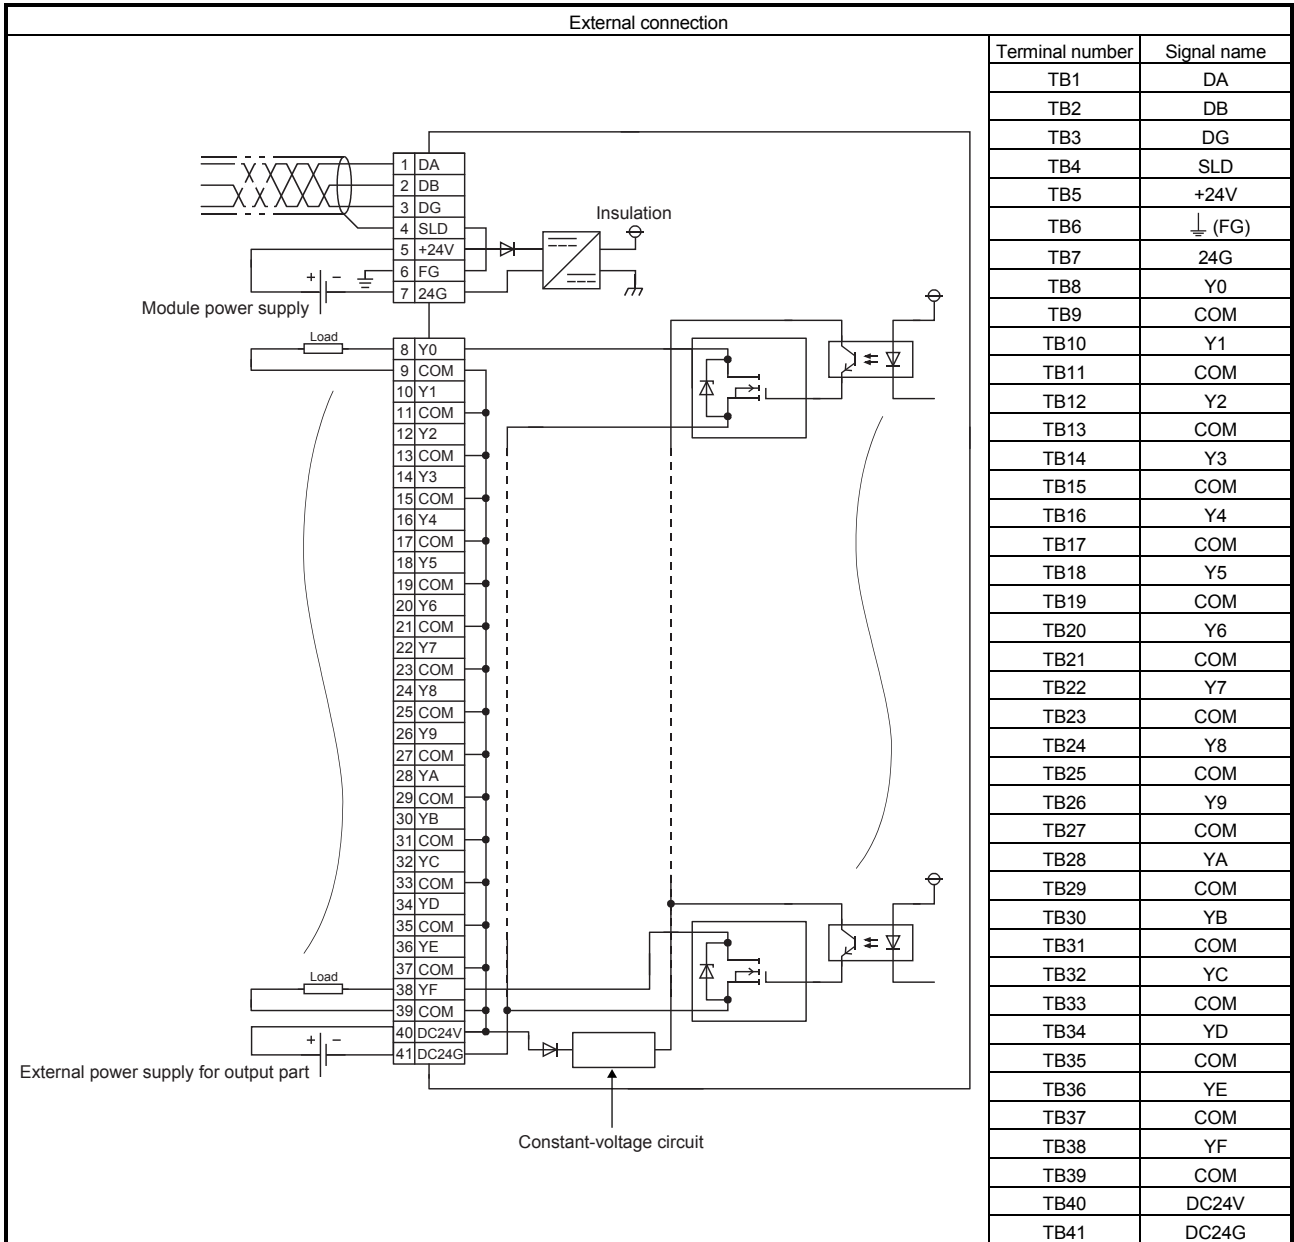 External connection
Terminal number Signal name
TB1 DA
TB2 DB
TB3 DG
TB4 SLD
TB5 +24V
TB6 (FG)
TB7 24G
TB8 Y0
TB9 COM
TB10 Y1
TB11 COM
TB12 Y2
TB13 COM
TB14 Y3
TB15 COM
TB16 Y4
TB17 COM
TB18 Y5
TB19 COM
TB20 Y6
TB21 COM
TB22 Y7
TB23 COM
TB24 Y8
TB25 COM
TB26 Y9
TB27 COM
TB28 YA
TB29 COM
TB30 YB
TB31 COM
TB32 YC
TB33 COM
TB34 YD
TB35 COM
TB36 YE
TB37 COM
TB38 YF
TB39 COM
TB40 DC24V
TB41 DC24G
1 DA
2 DB
3 DG
4 SLD
5 +24V
6 FG
7 24G
Insulation
+ −
Module power supply
Load
8 Y0
9 COM
10 Y1
11 COM
12 Y2
13 COM
14 Y3
15 COM
16 Y4
17 COM
18 Y5
19 COM
20 Y6
21 COM
22 Y7
23 COM
24 Y8
25 COM
26 Y9
27 COM
28 YA
29 COM
30 YB
31 COM
32 YC
33 COM
34 YD
35 COM
36 YE
37 COM
38 YF
39 COM
40 DC24V
41 DC24G
Load
+ −
External power supply for output part
Constant-voltage circuit